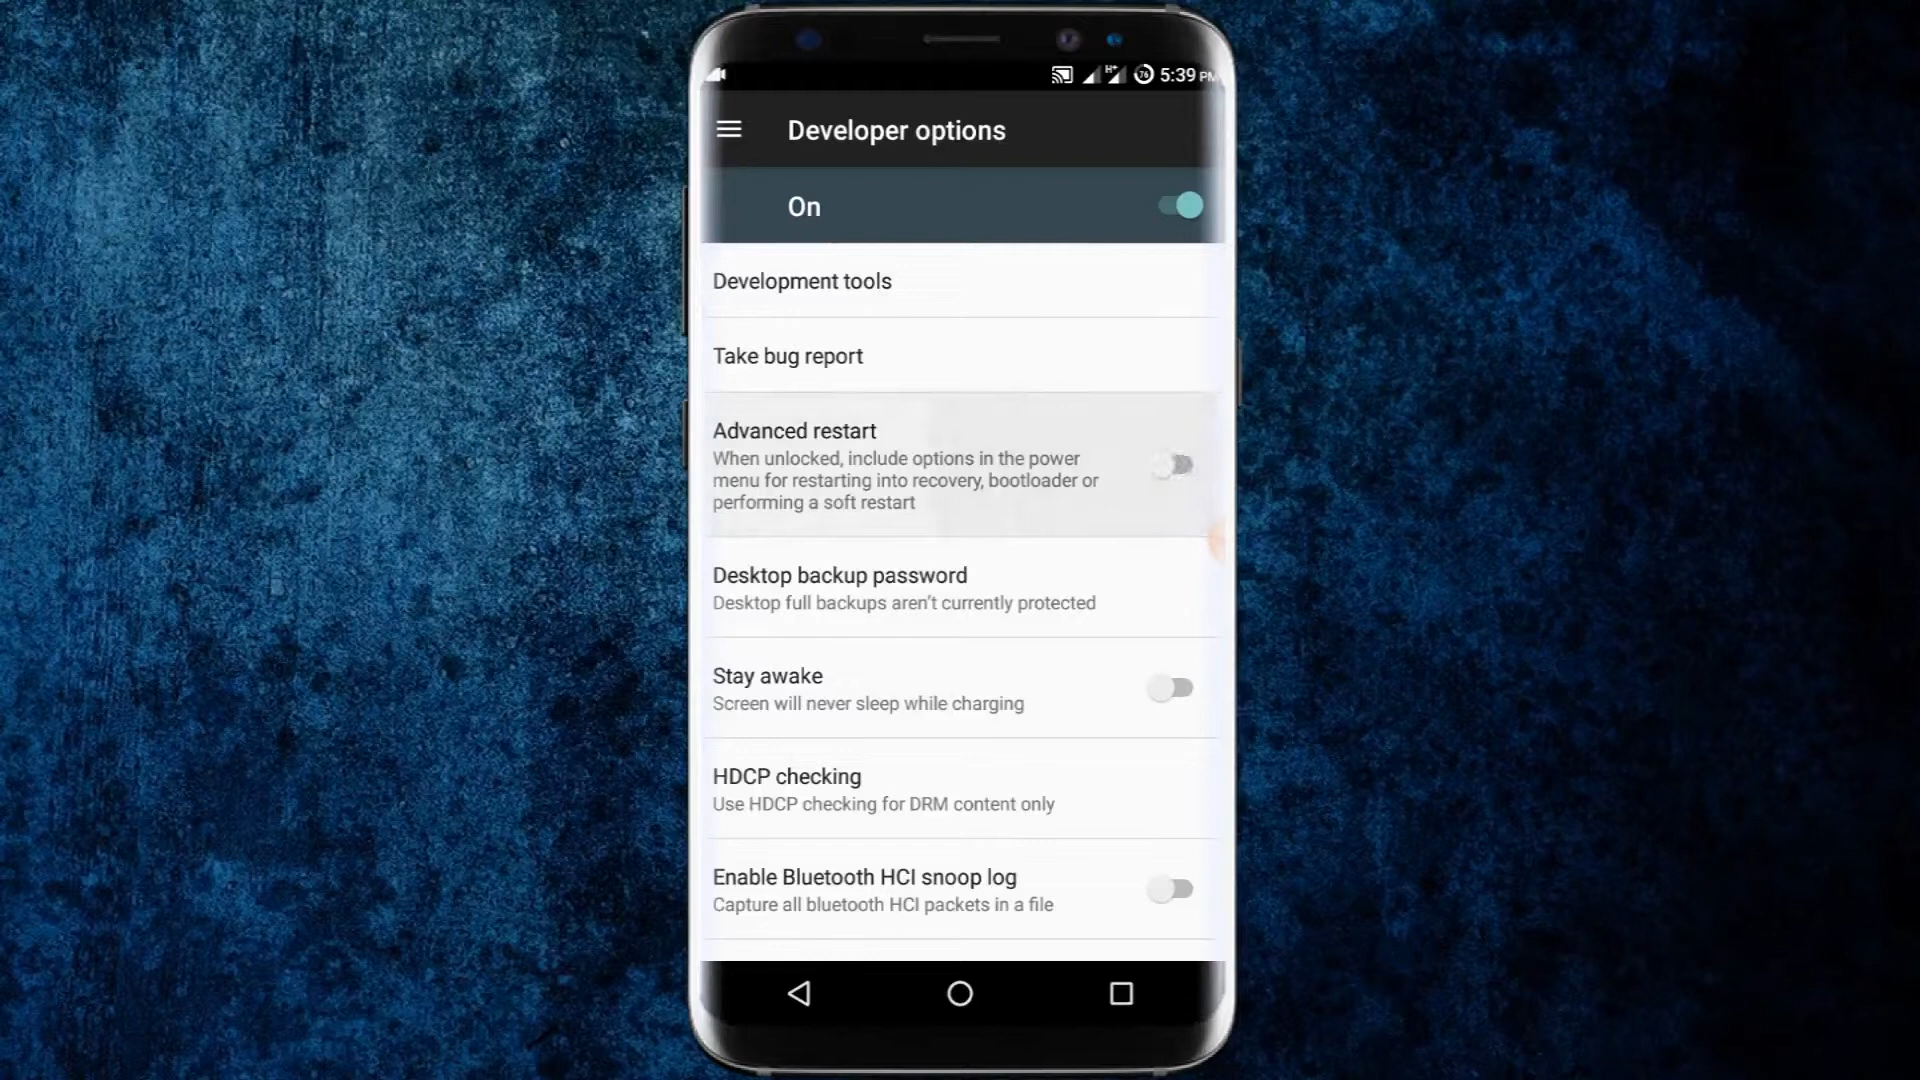 H+
76
5:39 PM
Developer options
On
Development tools
Take bug report
Advanced restart
When unlocked, include options in the power
menu for restarting into recovery, bootloader or
performing a soft restart
Desktop backup password
Desktop full backups aren't currently protected
Stay awake
Screen will never sleep while charging
HDCP checking
Use HDCP checking for DRM content only
Enable Bluetooth HCI snoop log
Capture all bluetooth HCI packets in a file